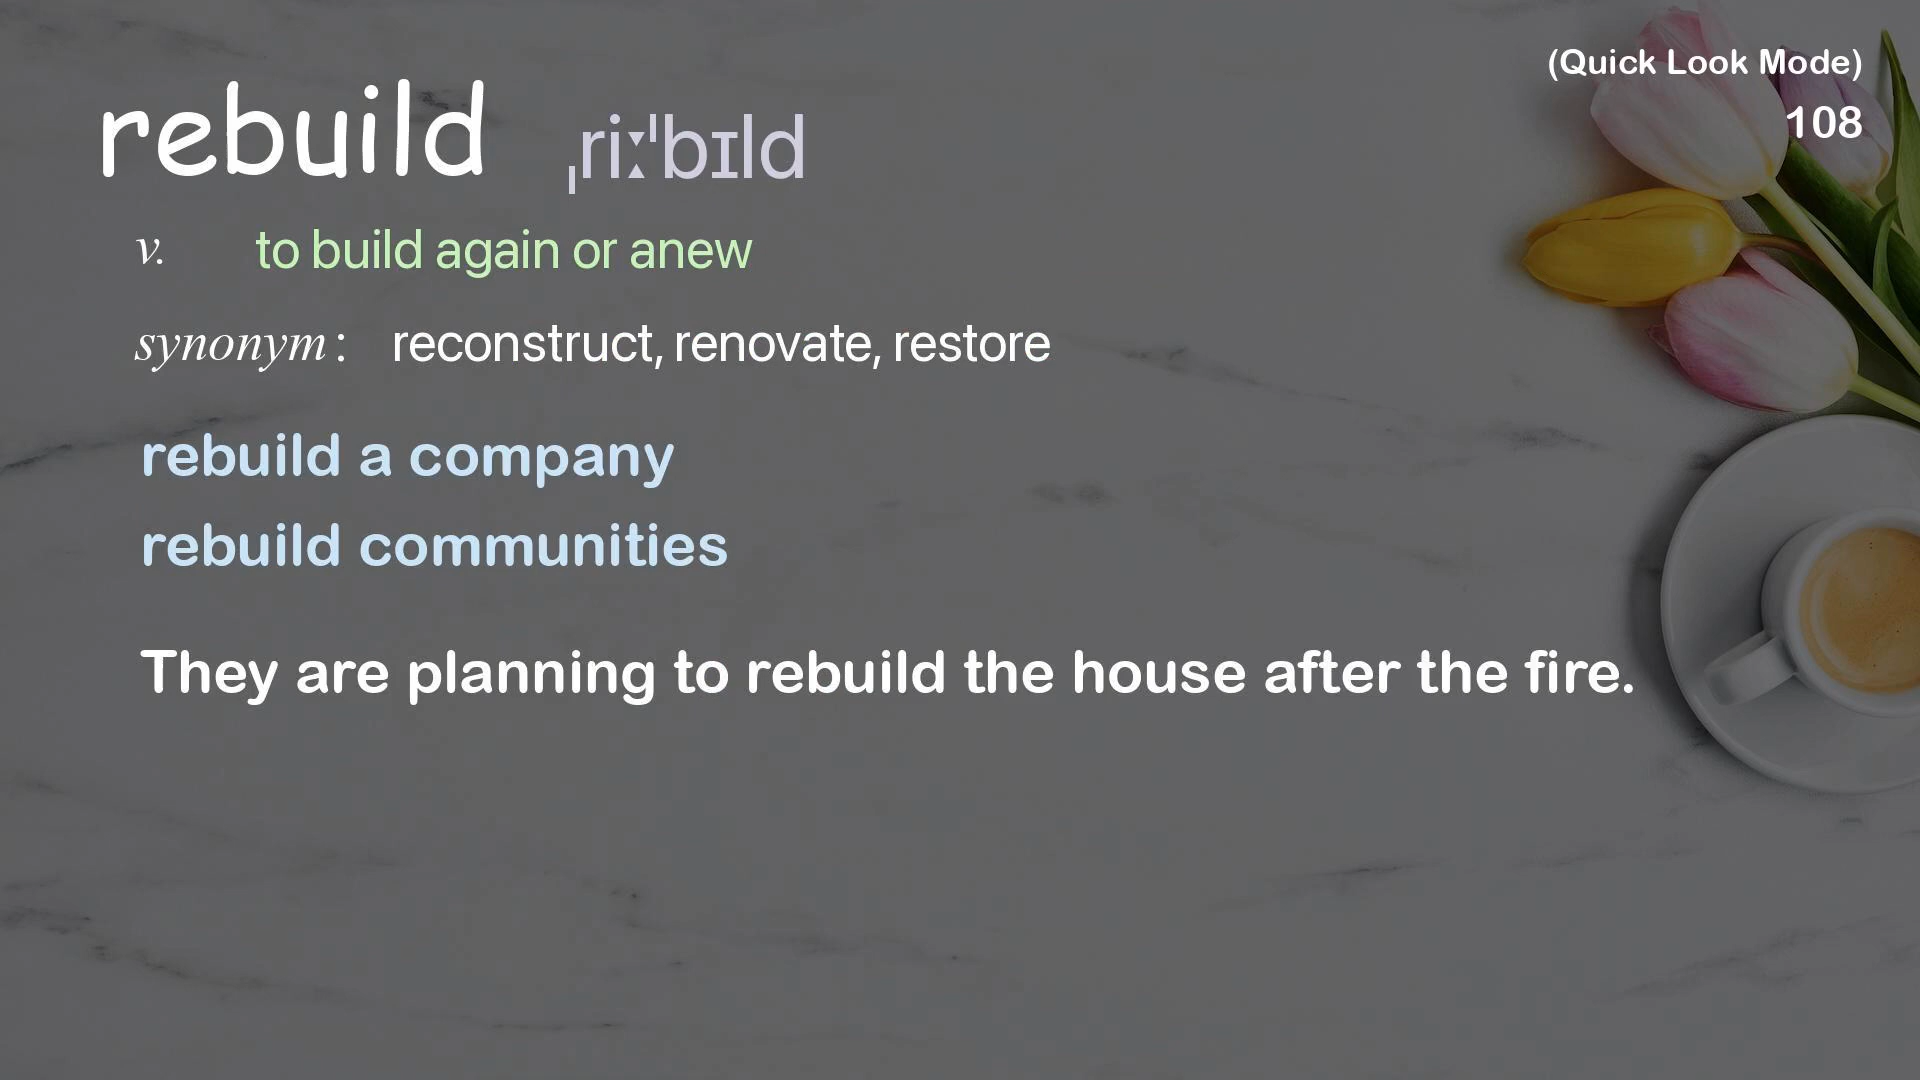 (Quick Look Mode)
108
rebuild ˌriːˈbɪld
v. to build again or anew
synonym : reconstruct, renovate, restore
rebuild a company
rebuild communities
They are planning to rebuild the house after the fire.